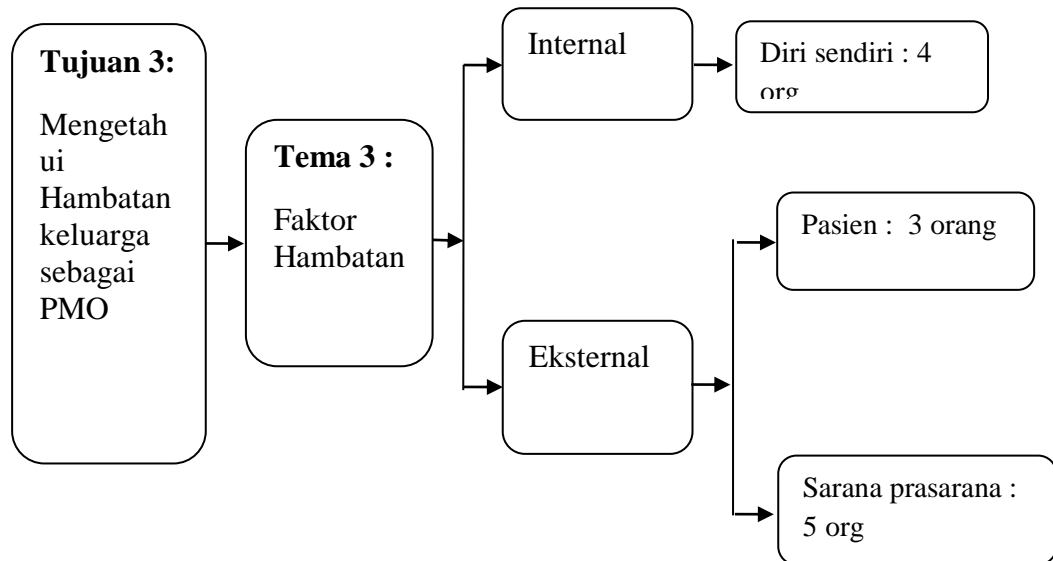 Tujuan 3:
Mengetah
ui
Hambatan
keluarga
sebagai
PMO
Tema 3 :
Faktor
Hambatan
Internal
Diri sendiri : 4
org
Eksternal
Pasien :  3 orang
Sarana prasarana :
5 org